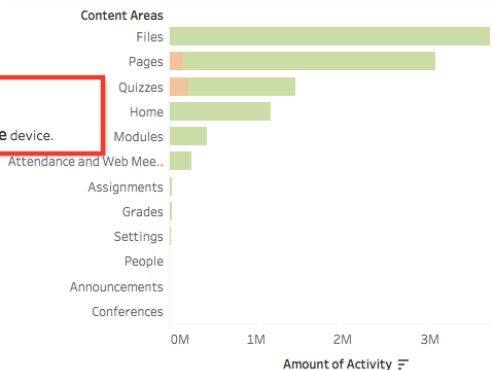 Content Areas
Files
Pages
Quizzes
Home
e device.
Modules
Attendance and Web Mee..
Assignments
Grades
Settings
People
Announcements
Conferences
0M 1M 2M 3M
Amount of Activity